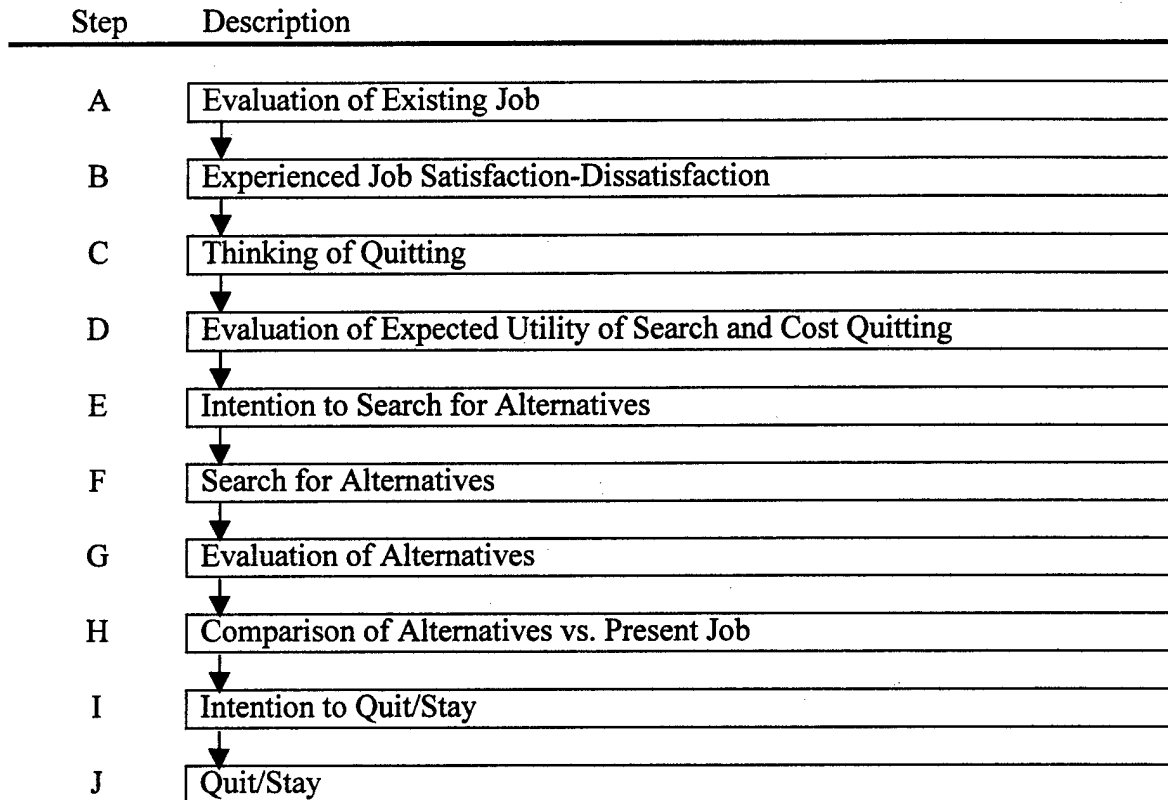 Step Description
A Evaluation of Existing Job
B Experienced Job Satisfaction-Dissatisfaction
C Thinking of Quitting
D Evaluation of Expected Utility of Search and Cost Quitting
E Intention to Search for Alternatives
F Search for Alternatives
G Evaluation of Alternatives
H Comparison of Alternatives vs. Present Job
I Intention to Quit/Stay
J Quit/Stay